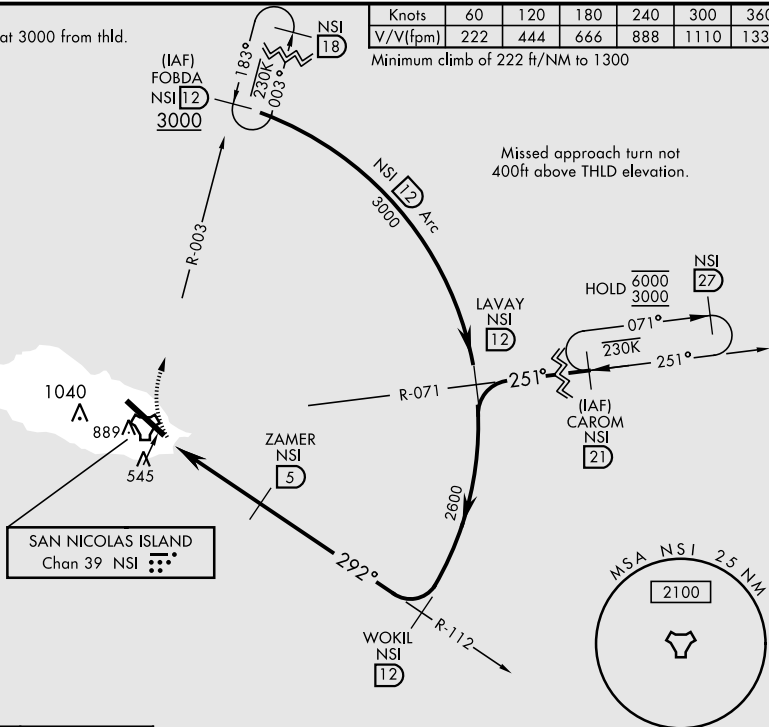 at 3000 from thld.
Knots 60 120 180 240 300 360
V/V(fpm) 222 444 666 888 1110
Minimum climb of 222 ft/NM to 1300
NSI
18
183°
230K
003°
(IAF)
FOBDA
NSI 12
3000
Missed approach turn not
400ft above THLD elevation.
NSI 12 Arc
3000
R-003
HOLD 6000
3000
NSI
27
071°
230K
251°
LAVAY
NSI
12
R-071
251°
(IAF)
CAROM
NSI
21
1040
889
545
ZAMER
NSI
5
2600
SAN NICOLAS ISLAND
Chan 39 NSI
292°
R-112
WOKIL
NSI
12
MSA NSI 25 NM
2100